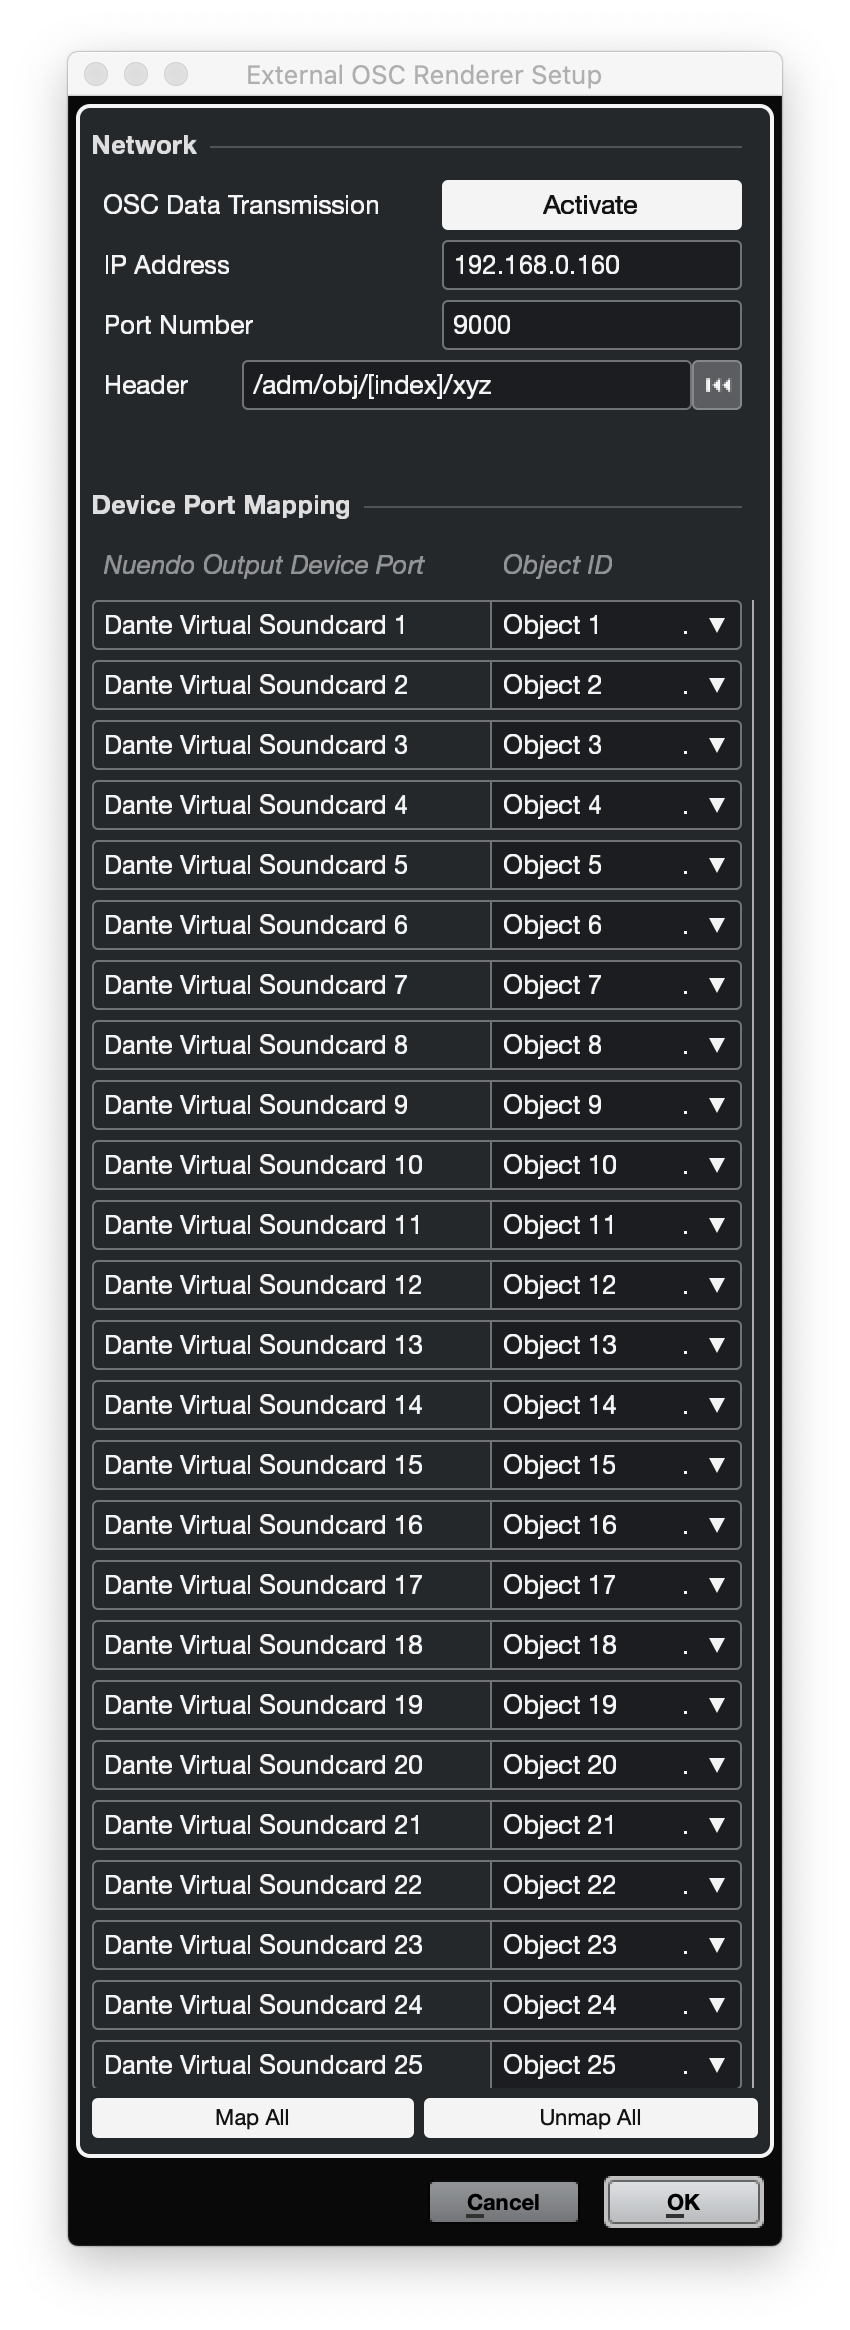 External OSC Renderer Setup
Network
OSC Data Transmission Activate
IP Address 192.168.0.160
Port Number 9000
Header /adm/obj/[index]/xyz
Device Port Mapping
Nuendo Output Device Port Object ID
Dante Virtual Soundcard 1 Object 1 .
Dante Virtual Soundcard 2 Object 2 .
Dante Virtual Soundcard 3 Object 3 .
Dante Virtual Soundcard 4 Object 4 .
Dante Virtual Soundcard 5 Object 5 .
Dante Virtual Soundcard 6 Object 6 .
Dante Virtual Soundcard 7 Object 7 .
Dante Virtual Soundcard 8 Object 8 .
Dante Virtual Soundcard 9 Object 9 .
Dante Virtual Soundcard 10 Object 10 .
Dante Virtual Soundcard 11 Object 11 .
Dante Virtual Soundcard 12 Object 12 .
Dante Virtual Soundcard 13 Object 13 .
Dante Virtual Soundcard 14 Object 14 .
Dante Virtual Soundcard 15 Object 15 .
Dante Virtual Soundcard 16 Object 16 .
Dante Virtual Soundcard 17 Object 17 .
Dante Virtual Soundcard 18 Object 18 .
Dante Virtual Soundcard 19 Object 19 .
Dante Virtual Soundcard 20 Object 20 .
Dante Virtual Soundcard 21 Object 21 .
Dante Virtual Soundcard 22 Object 22 .
Dante Virtual Soundcard 23 Object 23 .
Dante Virtual Soundcard 24 Object 24 .
Dante Virtual Soundcard 25 Object 25 .
Map All Unmap All
Cancel OK